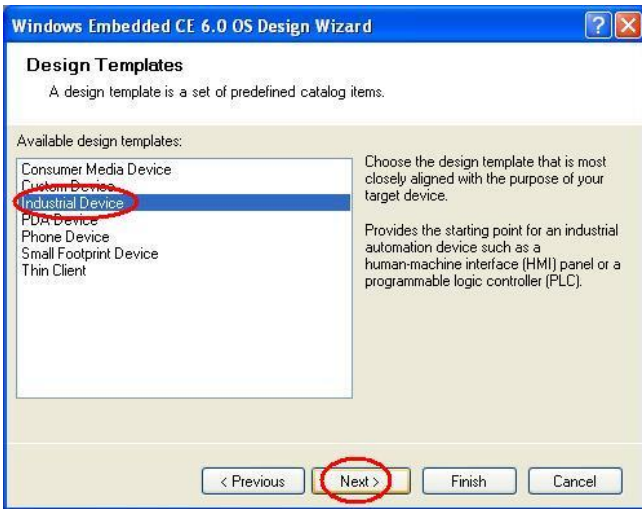 Windows Embedded CE 6.0 OS Design Wizard
Design Templates
A design template is a set of predefined catalog items.
Available design templates:
Consumer Media Device
Custom Device
Industrial Device
PDA Device
Phone Device
Small Footprint Device
Thin Client
Choose the design template that is most
closely aligned with the purpose of your
target device.
Provides the starting point for an industrial
automation device such as a
human-machine interface (HMI) panel or a
programmable logic controller (PLC).
< Previous Next > Finish Cancel